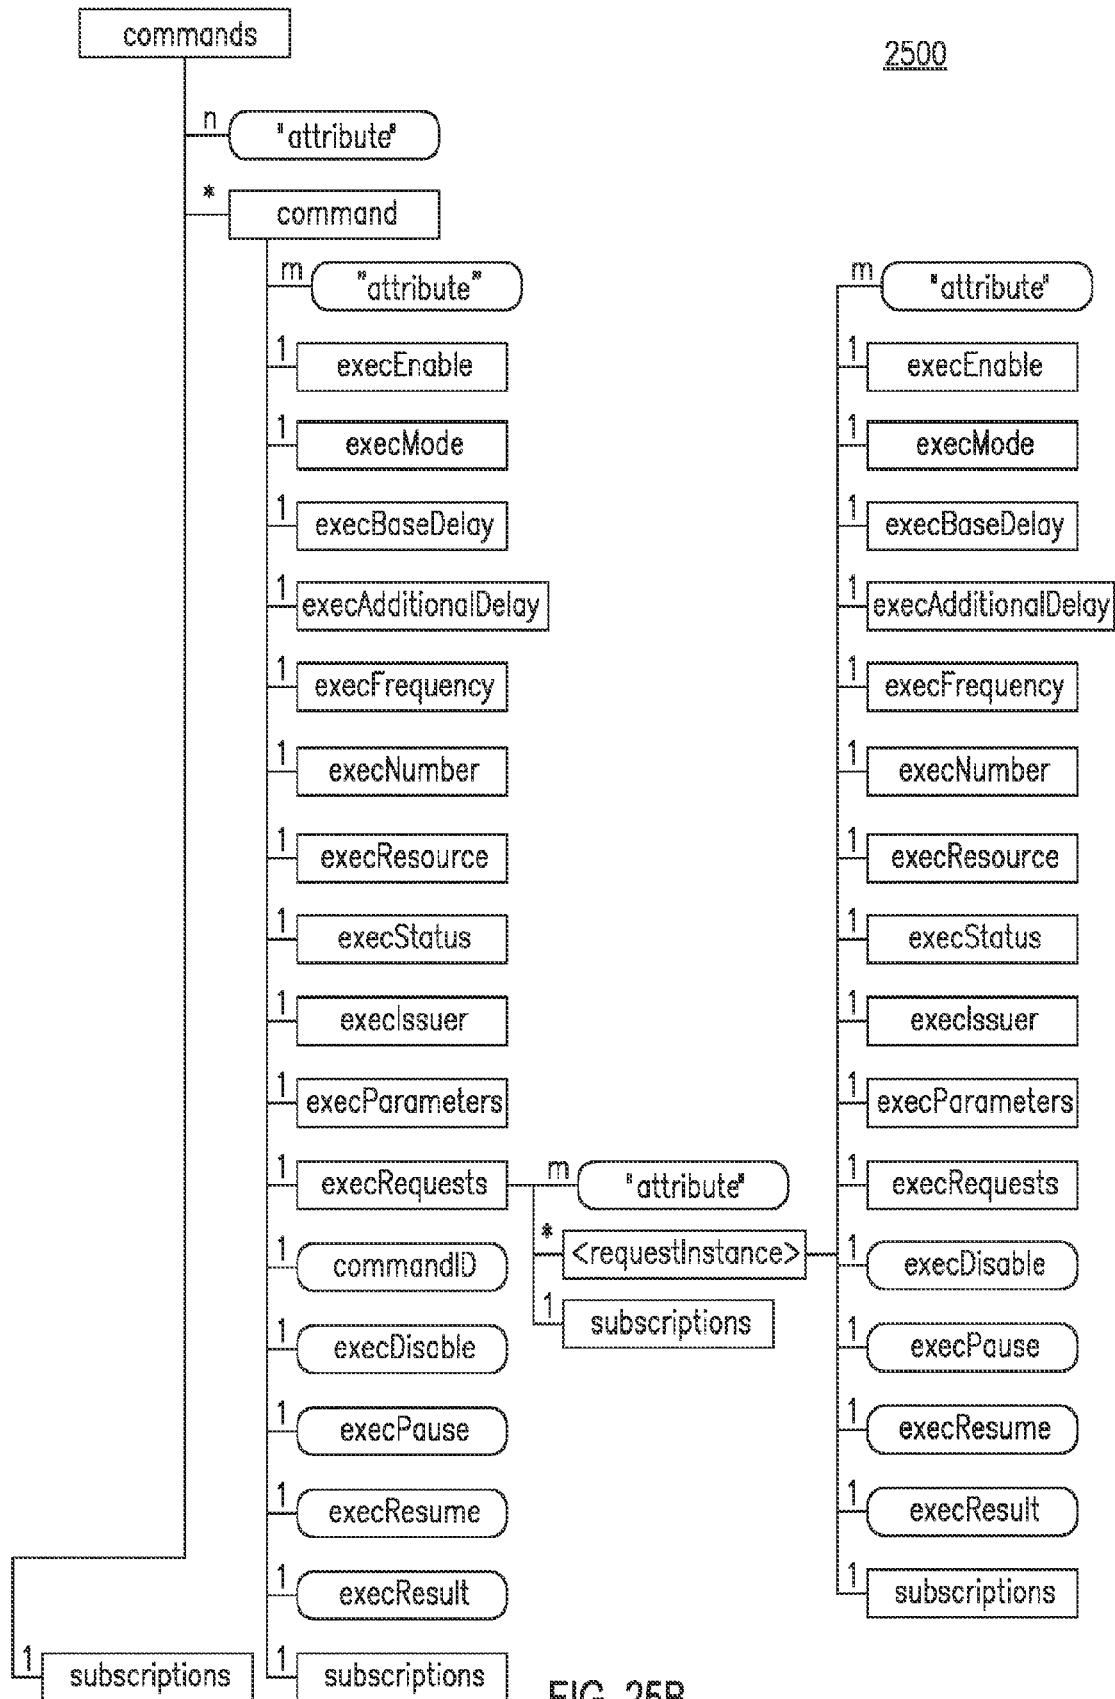 commands
2500
n
"attribute"
*
command
m
"attribute"
1
execEnable
1
execMode
1
execBaseDelay
1
execAdditionalDelay
1
execFrequency
1
execNumber
1
execResource
1
execStatus
1
execIssuer
1
execParameters
1
execRequests
1
commandID
1
execDisable
1
execPause
1
execResume
1
execResult
1
subscriptions
1
subscriptions
m
"attribute"
*
<requestInstance>
1
subscriptions
m
"attribute"
1
execEnable
1
execMode
1
execBaseDelay
1
execAdditionalDelay
1
execFrequency
1
execNumber
1
execResource
1
execStatus
1
execIssuer
1
execParameters
1
execRequests
1
execDisable
1
execPause
1
execResume
1
execResult
1
subscriptions
FIG. 25B